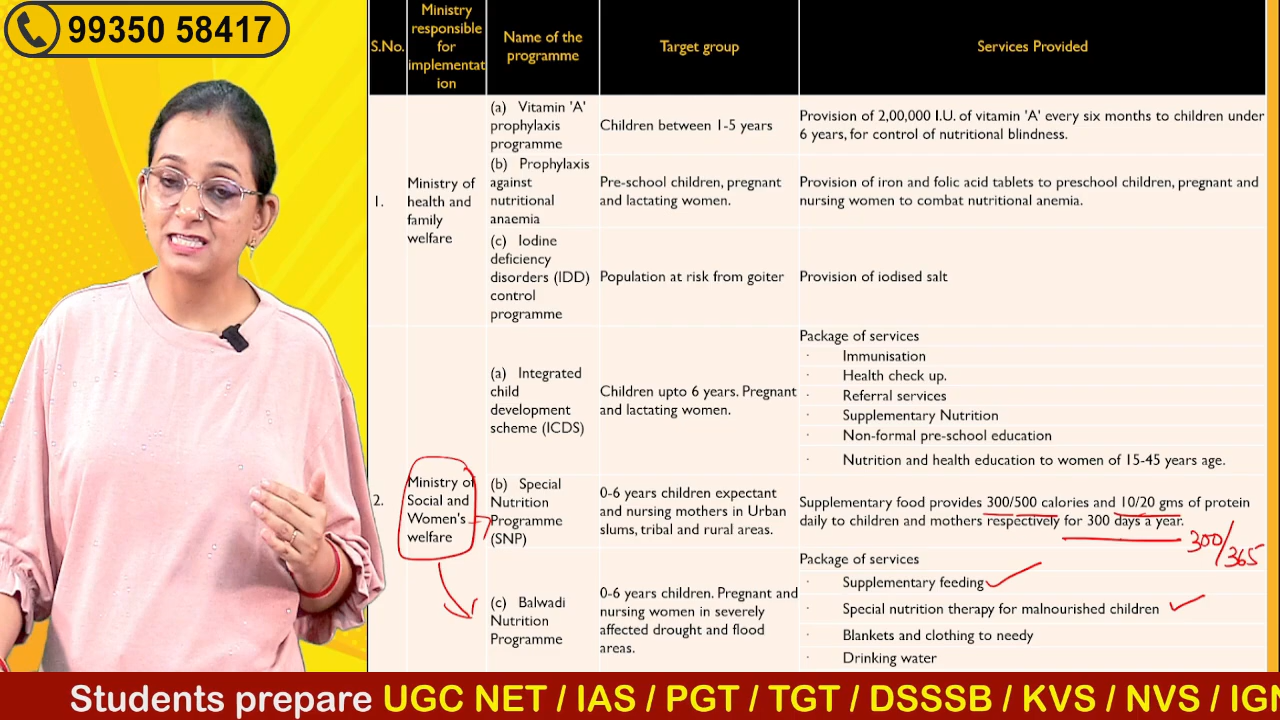 99350 58417
S.No.
Ministry
responsible
for
implementat
ion
Name of the
programme
Target group
Services Provided
1.
Ministry of
health and
family
welfare
(a) Vitamin 'A'
prophylaxis
programme
Children between 1-5 years
Provision of 2,00,000 I.U. of vitamin 'A' every six months to children under
6 years, for control of nutritional blindness.
(b) Prophylaxis
against
nutritional
anaemia
Pre-school children, pregnant
and lactating women.
Provision of iron and folic acid tablets to preschool children, pregnant and
nursing women to combat nutritional anemia.
(c) Iodine
deficiency
disorders (IDD)
control
programme
Population at risk from goiter
Provision of iodised salt
2.
Ministry of
Social and
Women's
welfare
(a) Integrated
child
development
scheme (ICDS)
Children upto 6 years. Pregnant
and lactating women.
Package of services
· Immunisation
· Health check up.
· Referral services
· Supplementary Nutrition
· Non-formal pre-school education
· Nutrition and health education to women of 15-45 years age.
(b) Special
Nutrition
Programme
(SNP)
0-6 years children expectant
and nursing mothers in Urban
slums, tribal and rural areas.
Supplementary food provides 300/500 calories and 10/20 gms of protein
daily to children and mothers respectively for 300 days a year.
300/365
(c) Balwadi
Nutrition
Programme
0-6 years children. Pregnant and
nursing women in severely
affected drought and flood
areas.
Package of services
· Supplementary feeding
· Special nutrition therapy for malnourished children
· Blankets and clothing to needy
· Drinking water
Students prepare UGC NET / IAS / PGT / TGT / DSSSB / KVS / NVS / IGN